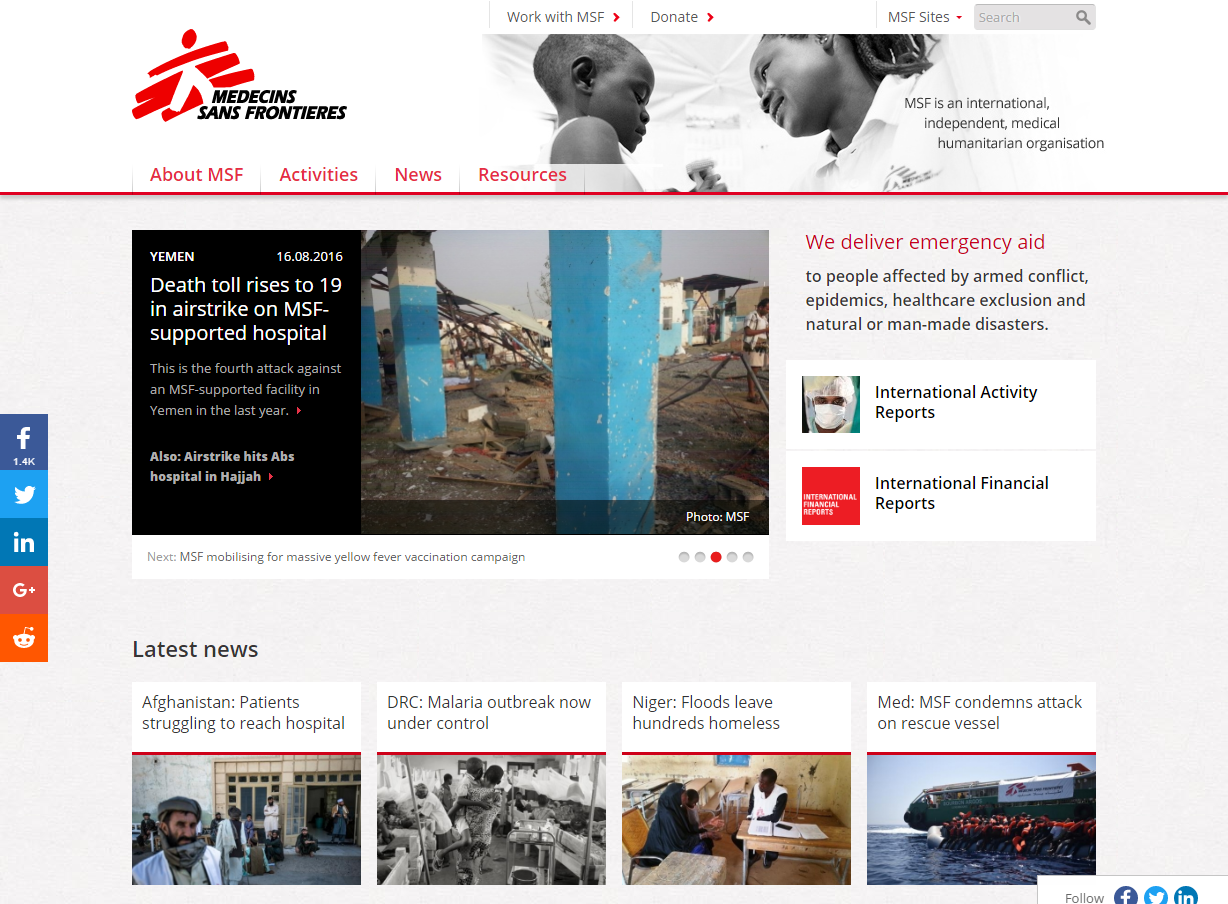 Work with MSF
Donate
MSF Sites
Search
MEDECINS
SANS FRONTIERES
MSF is an international,
independent, medical
humanitarian organisation
About MSF
Activities
News
Resources
YEMEN 16.08.2016
Death toll rises to 19
in airstrike on MSF-
supported hospital
This is the fourth attack against
an MSF-supported facility in
Yemen in the last year.
Also: Airstrike hits Abs
hospital in Hajjah
Photo: MSF
Next: MSF mobilising for massive yellow fever vaccination campaign
We deliver emergency aid
to people affected by armed conflict,
epidemics, healthcare exclusion and
natural or man-made disasters.
International Activity
Reports
INTERNATIONAL
FINANCIAL
REPORTS
International Financial
Reports
f
1.4K
in
G+
Latest news
Afghanistan: Patients
struggling to reach hospital
DRC: Malaria outbreak now
under control
Niger: Floods leave
hundreds homeless
Med: MSF condemns attack
on rescue vessel
Follow
f
in